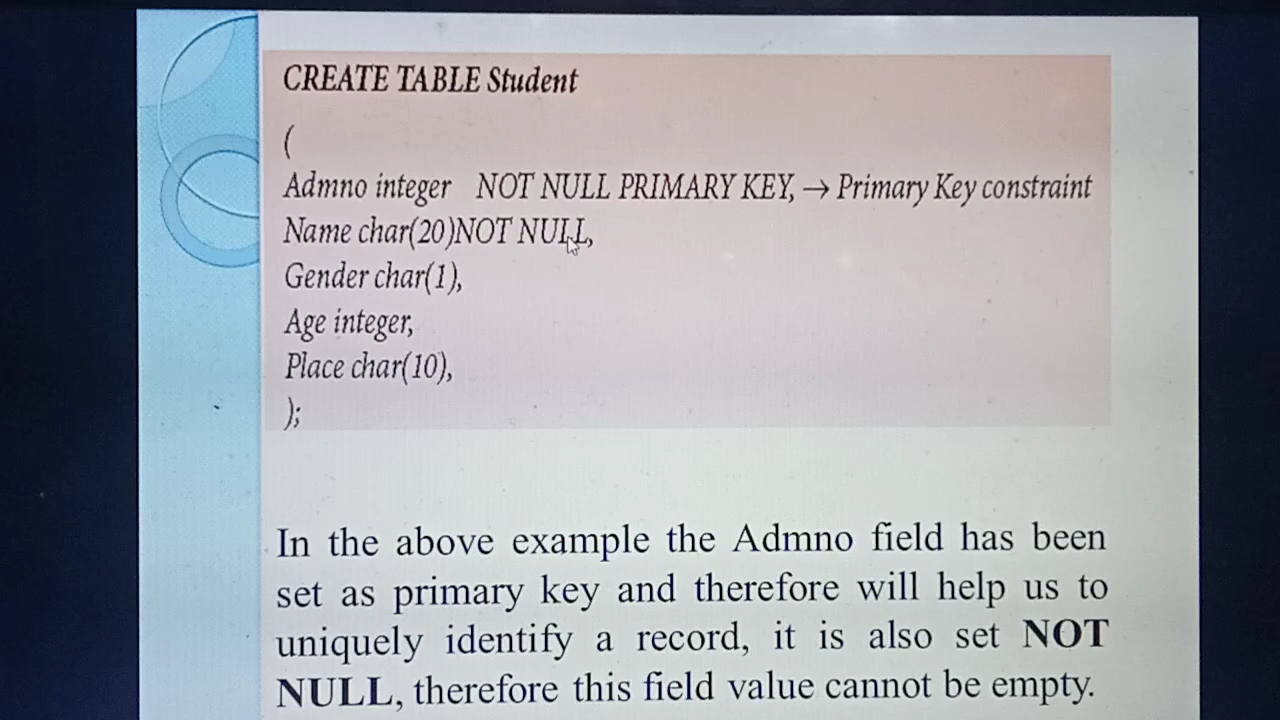 CREATE TABLE Student
(
Admno integer NOT NULL PRIMARY KEY, → Primary Key constraint
Name char(20)NOT NULL,
Gender char(1),
Age integer,
Place char(10),
);
In the above example the Admno field has been
set as primary key and therefore will help us to
uniquely identify a record, it is also set NOT
NULL, therefore this field value cannot be empty.